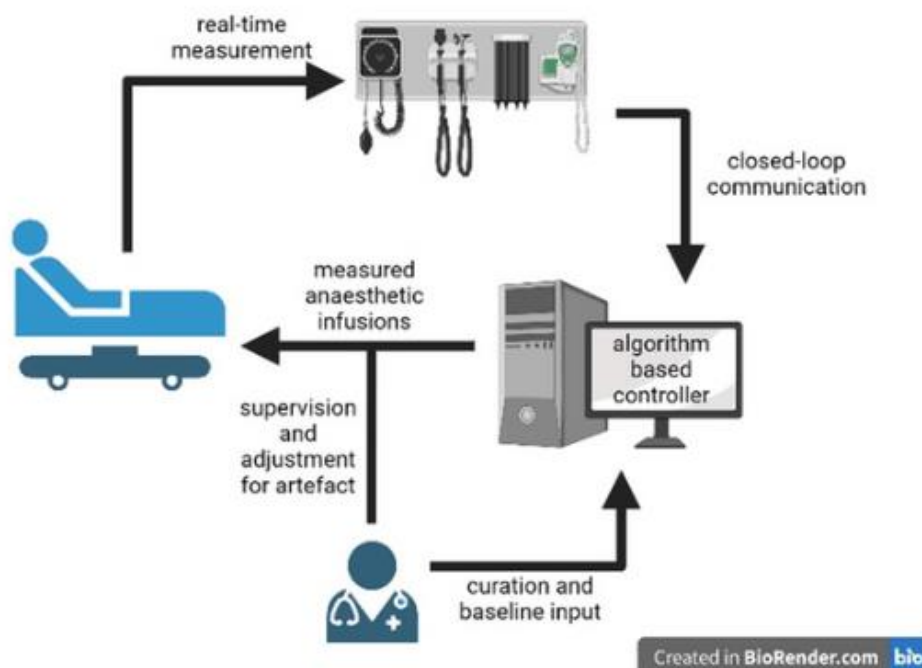 real-time
measurement
closed-loop
communication
measured
anaesthetic
infusions
algorithm
based
controller
supervision
and
adjustment
for artefact
curation and
baseline input
Created in BioRender.com bio